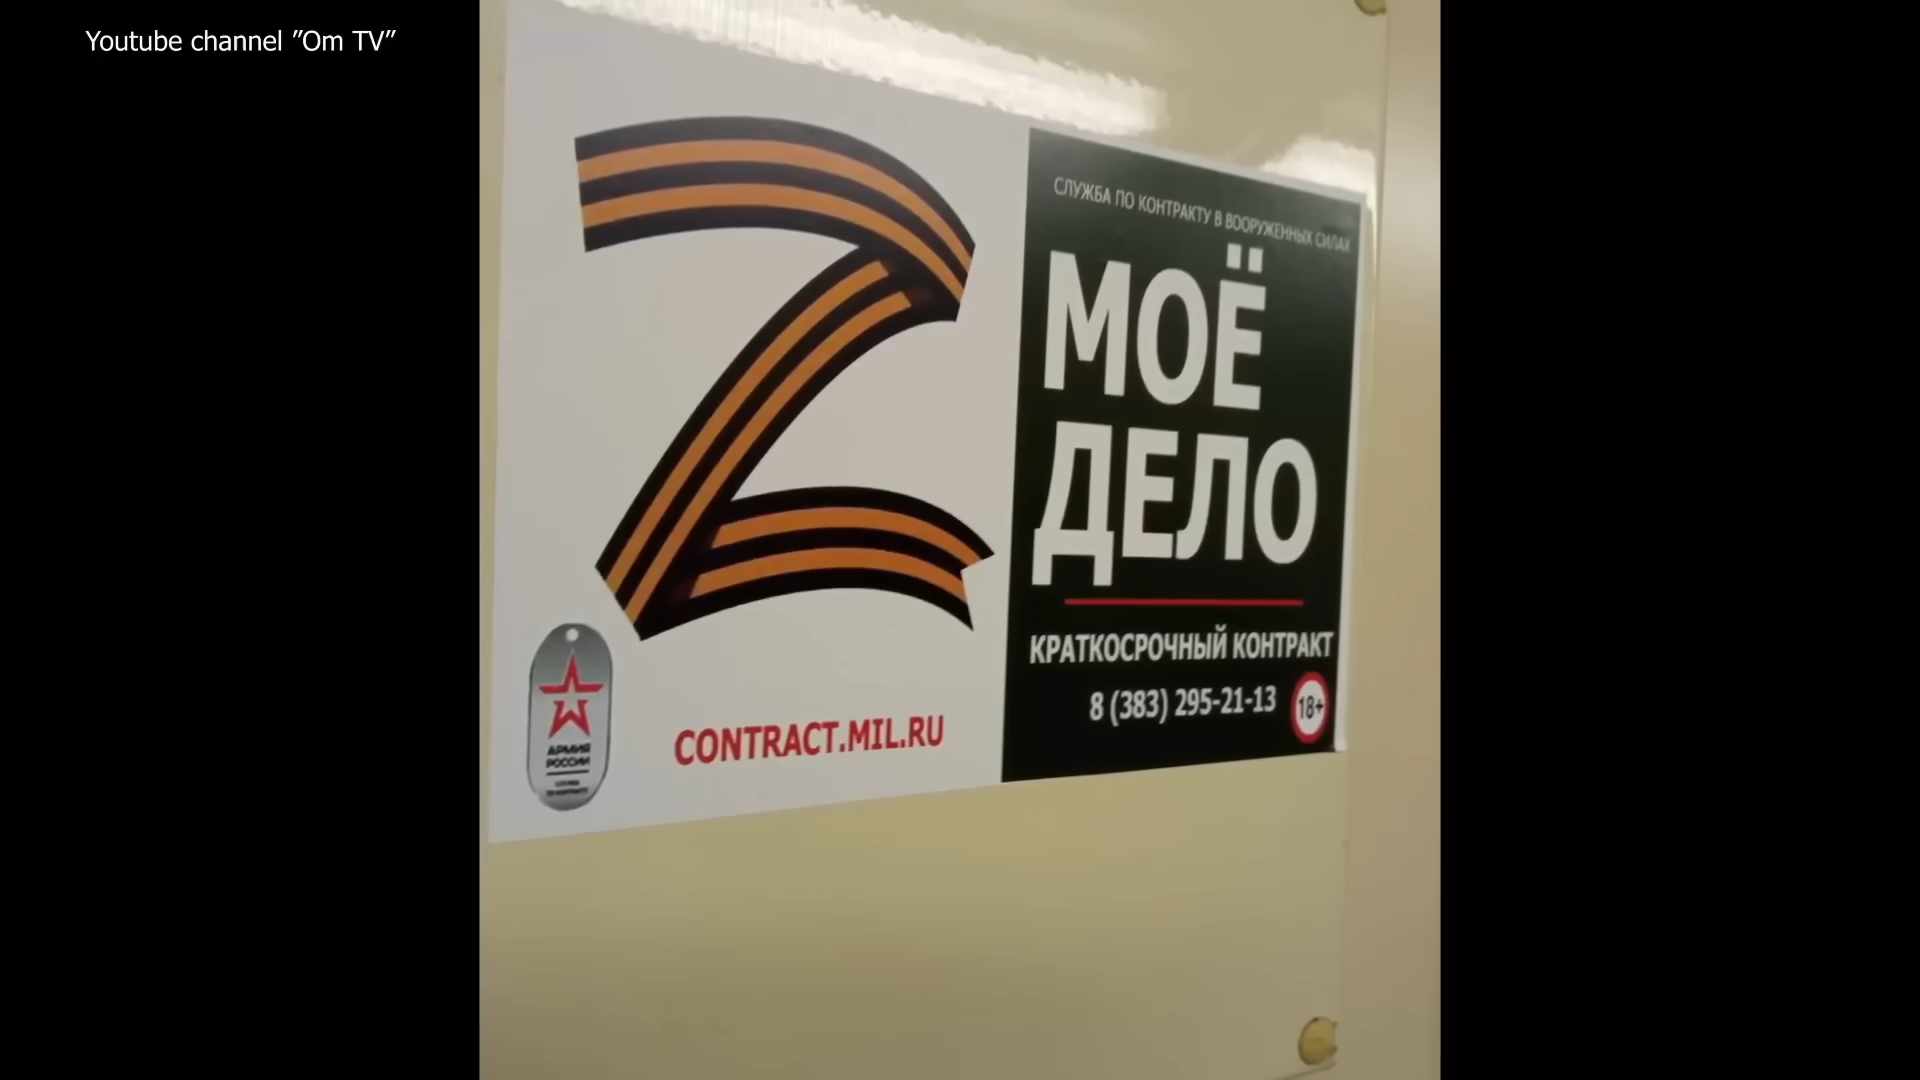 Youtube channel "Om TV"
Z
СЛУЖБА ПО КОНТРАКТУ В ВООРУЖЕННЫХ СИЛАХ
МОЁ
ДЕЛО
КРАТКОСРОЧНЫЙ КОНТРАКТ
8 (383) 295-21-13
18+
АРМИЯ
РОССИИ
CONTRACT.MIL.RU